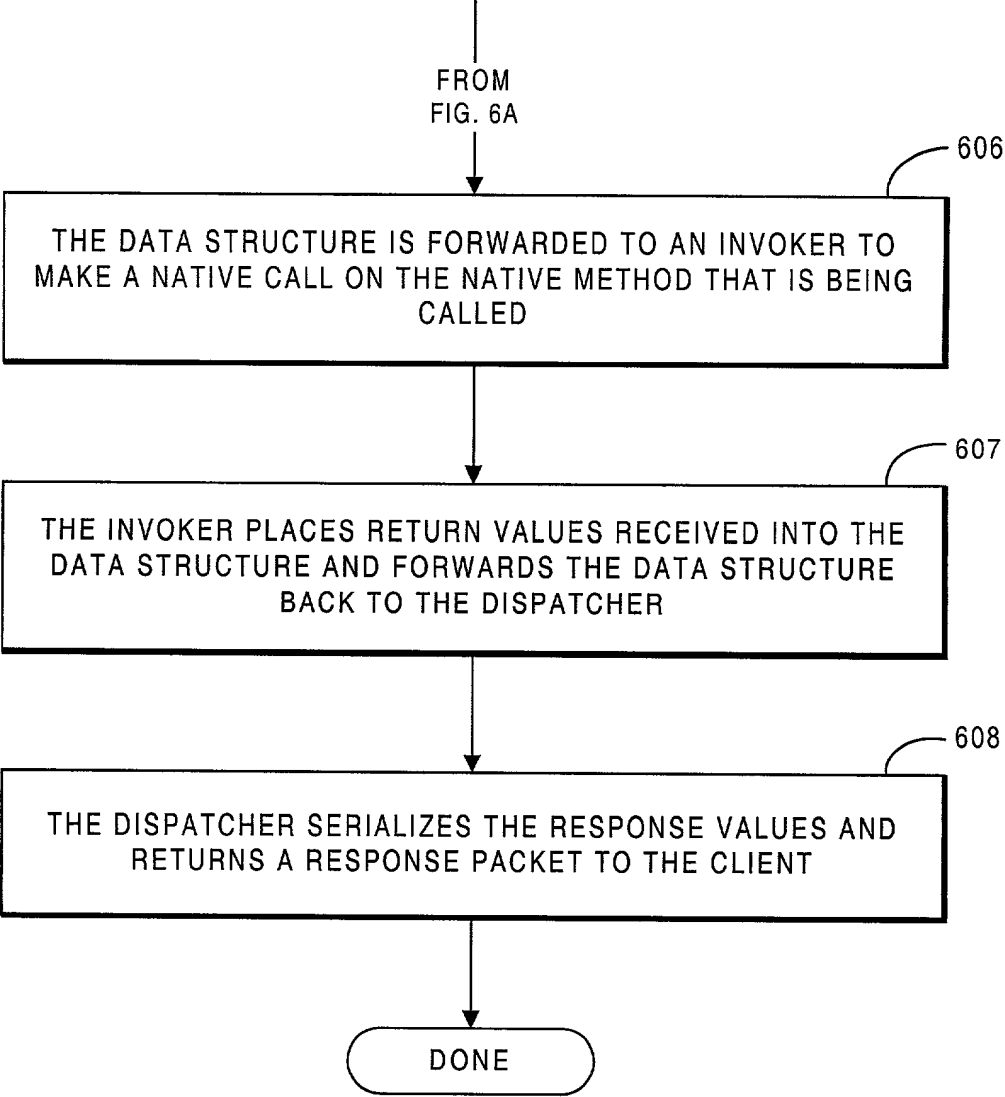 FROM
FIG. 6A
606
THE DATA STRUCTURE IS FORWARDED TO AN INVOKER TO
MAKE A NATIVE CALL ON THE NATIVE METHOD THAT IS BEING
CALLED
607
THE INVOKER PLACES RETURN VALUES RECEIVED INTO THE
DATA STRUCTURE AND FORWARDS THE DATA STRUCTURE
BACK TO THE DISPATCHER
608
THE DISPATCHER SERIALIZES THE RESPONSE VALUES AND
RETURNS A RESPONSE PACKET TO THE CLIENT
DONE